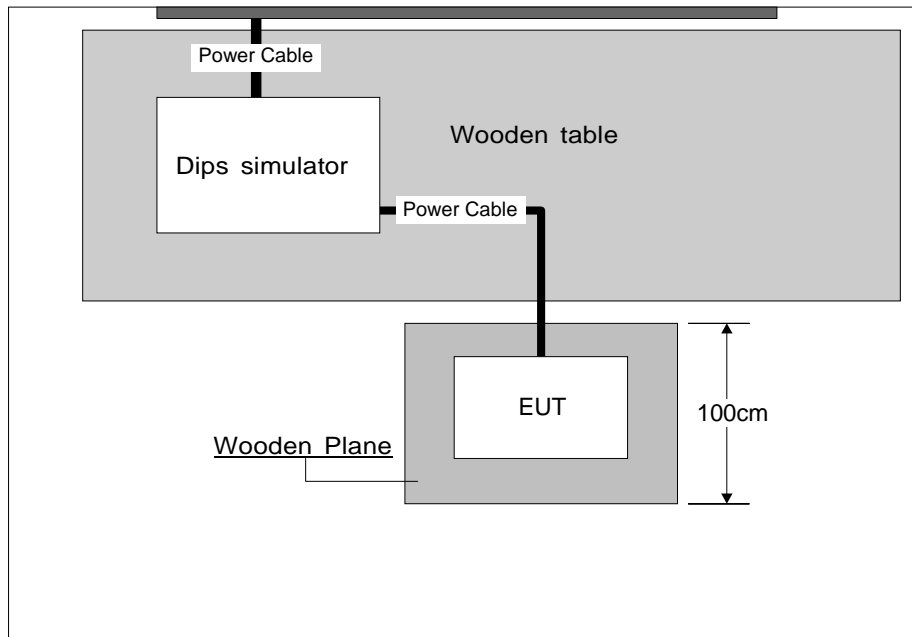 Power Cable
Wooden table
Dips simulator
Power Cable
EUT
100cm
Wooden Plane